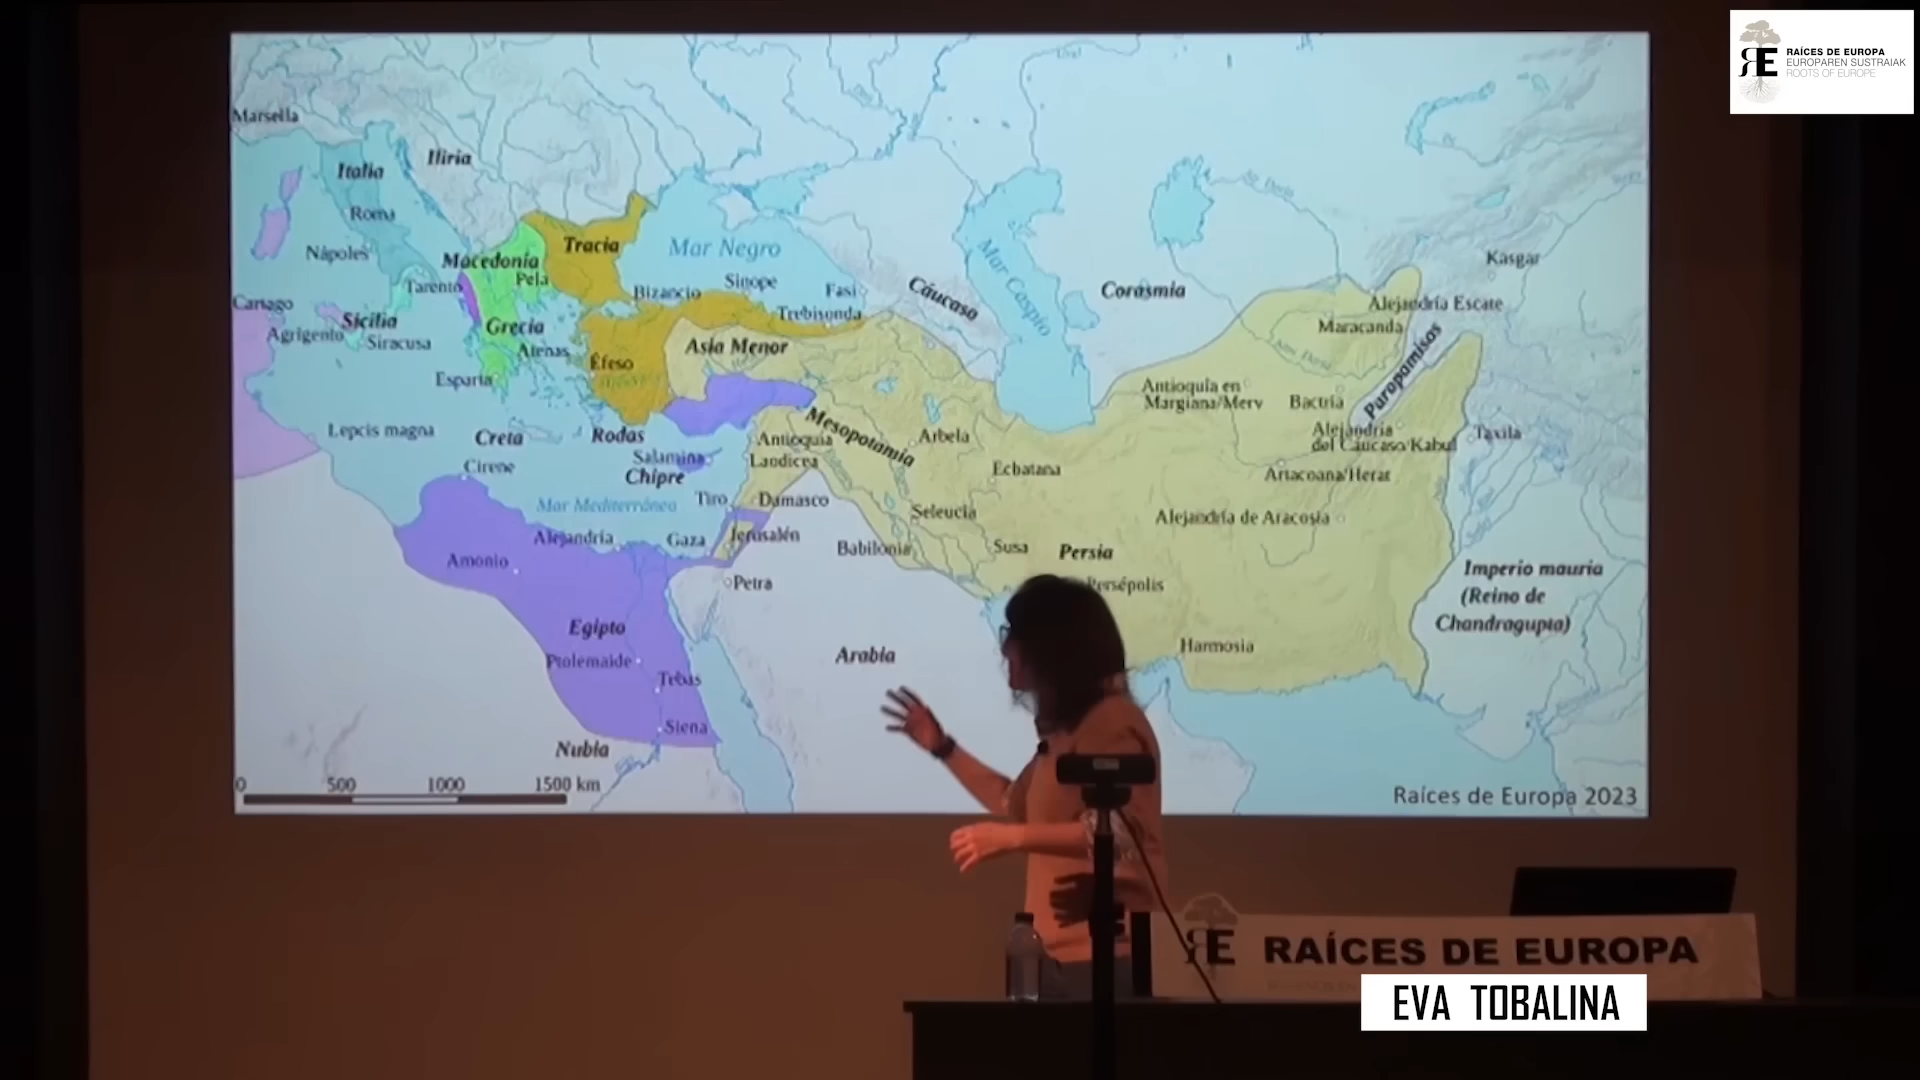 RAÍCES DE EUROPA
EUROPAREN SUSTRAIAK
ROOTS OF EUROPE
Marsella
Iliria
Italia
Roma
Nápoles
Tracia
Mar Negro
Macedonia
Pela
Tarento
Bizancio
Sinope
Fasi
Trebisonda
Cáucaso
Mar Caspio
Corasmia
Kasgar
Alejandría Escate
Maracanda
Cartago
Agrigento
Sicilia
Siracusa
Grecia
Atenas
Esparta
Éfeso
Asia Menor
Paropamisos
Antioquía en
Margiana/Merv
Bactria
Alejandría
del Cáucaso/Kabul
Taxila
Lepcis magna
Creta
Rodas
Cirene
Salamina
Chipre
Antioquia
Laodicea
Mesopotamia
Arbela
Ecbatana
Artacoana/Herat
Mar Mediterráneo
Tiro
Damasco
Seleucia
Alejandría de Aracosia
Alejandría
Gaza
Jerusalén
Babilonia
Susa
Persia
Amonio
Petra
Persépolis
Imperio mauria
(Reino de
Chandragupta)
Egipto
Ptolemaide
Tebas
Siena
Arabia
Harmosia
Nubia
0 500 1000 1500 km
Raíces de Europa 2023
RE RAÍCES DE EUROPA
EVA TOBALINA